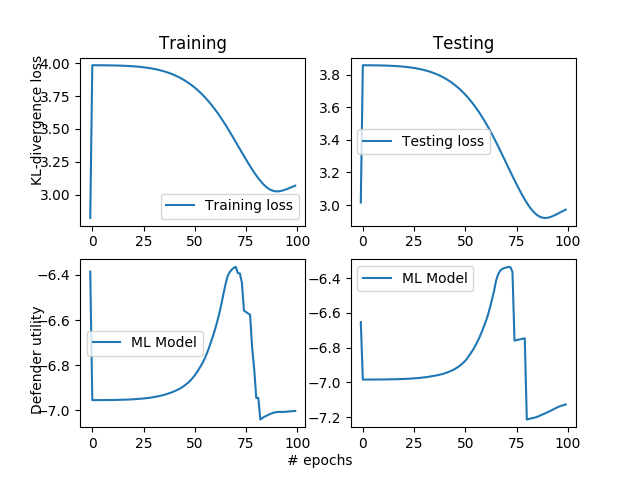 Training
Testing
KL-divergence loss
4.00
3.75
3.50
3.25
3.00
Training loss
0 25 50 75 100
3.8
3.6
3.4
3.2
3.0
Testing loss
0 25 50 75 100
Defender utility
−6.4
−6.6
−6.8
−7.0
ML Model
0 25 50 75 100
−6.4
−6.6
−6.8
−7.0
−7.2
ML Model
0 25 50 75 100
# epochs